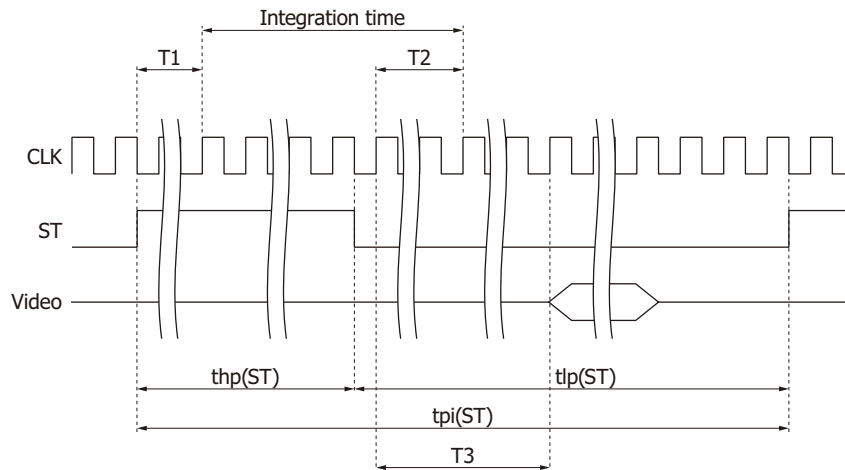 Integration time
T1
T2
CLK
ST
Video
thp(ST)
tlp(ST)
tpi(ST)
T3